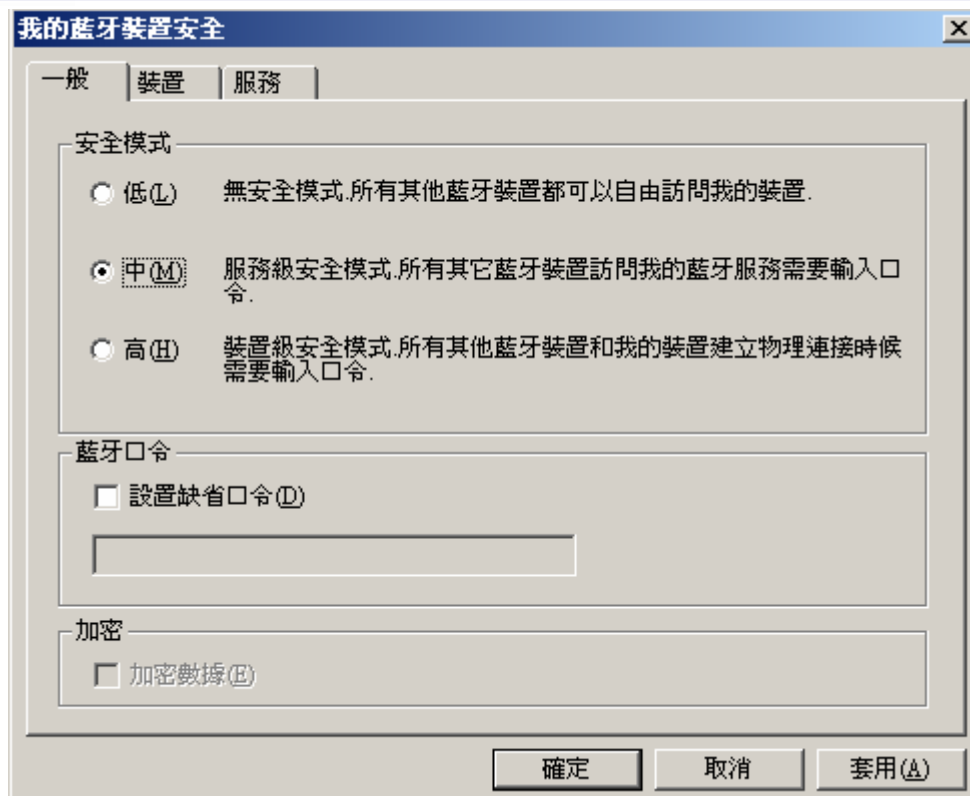 我的藍牙裝置安全
一般 裝置 服務
安全模式
低(L) 無安全模式.所有其他藍牙裝置都可以自由訪問我的裝置.
中(M) 服務級安全模式.所有其它藍牙裝置訪問我的藍牙服務需要輸入口
令.
高(H) 裝置級安全模式.所有其他藍牙裝置和我的裝置建立物理連接時候
需要輸入口令.
藍牙口令
設置缺省口令(D)
加密
加密數據(E)
確定 取消 套用(A)